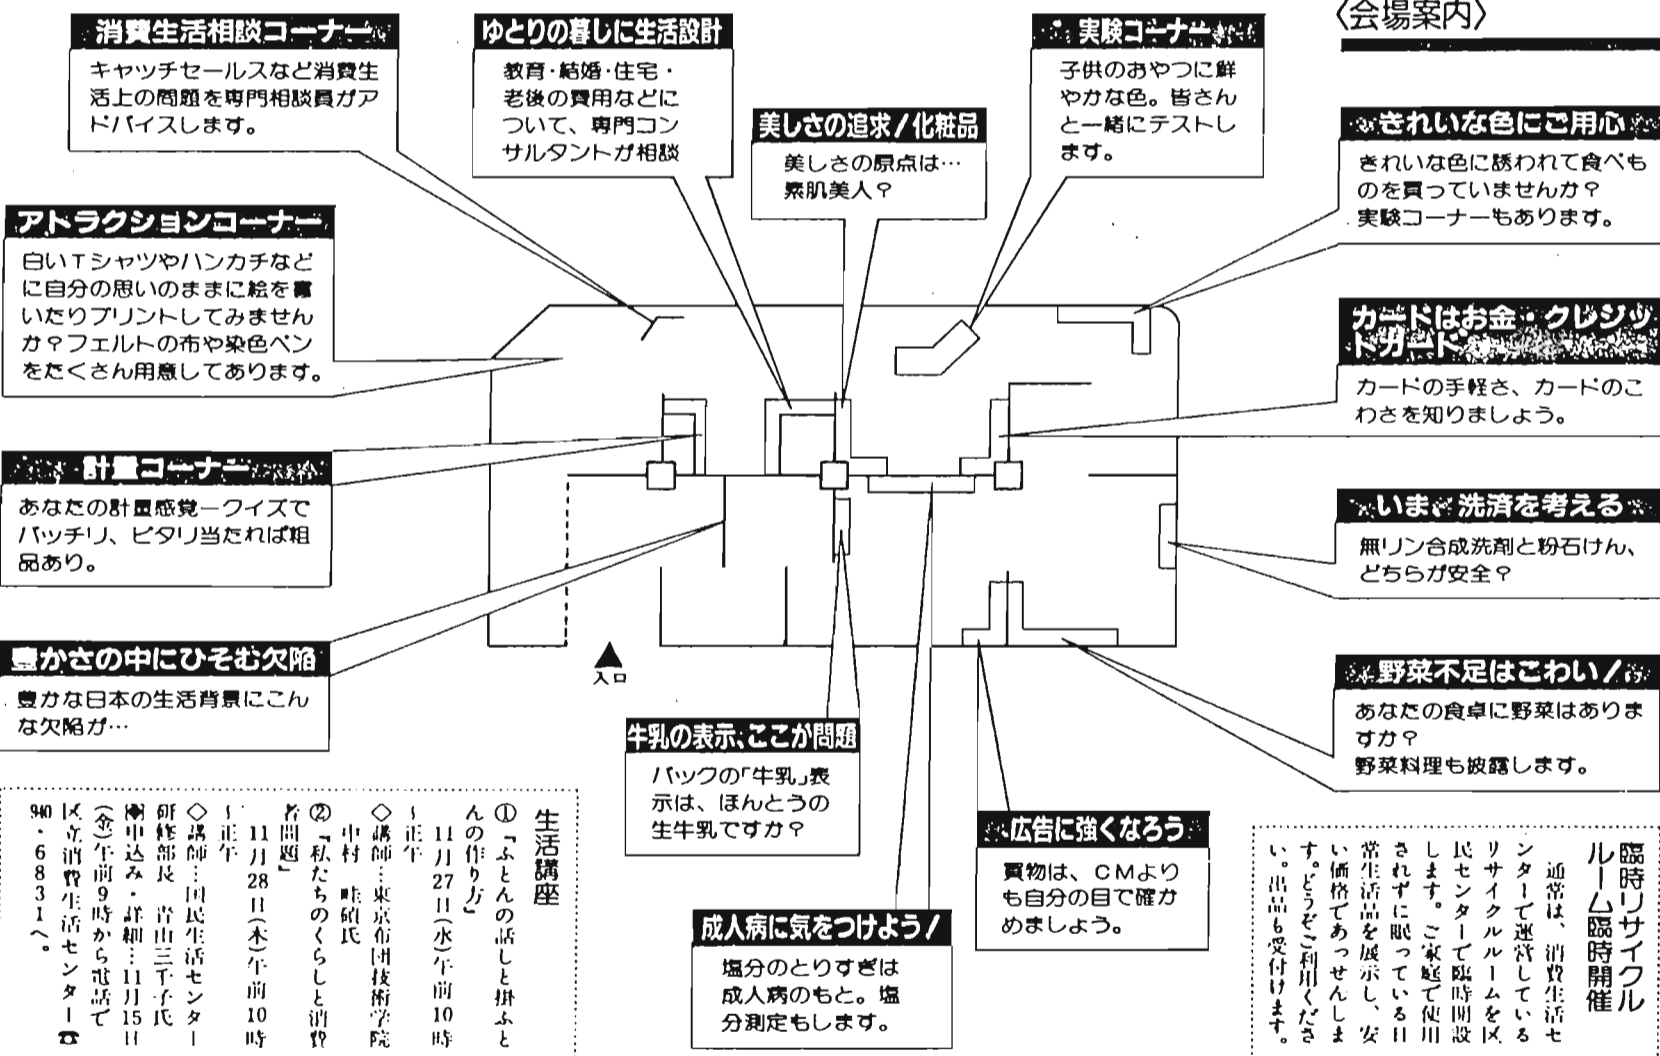 〈会場案内〉
消費生活相談コーナー
キャッチセールスなど消費生
活上の問題を専門相談員がア
ドバイスします。
ゆとりの暮しに生活設計
教育・結婚・住宅・
老後の費用などに
ついて、専門コン
サルタントが相談
美しさの追求/化粧品
美しさの原点は…
素肌美人?
実験コーナー
子供のおやつに鮮
やかな色。皆さん
と一緒にテストし
ます。
きれいな色にご用心
きれいな色に誘われて食べも
のを買っていませんか?
実験コーナーもあります。
アトラクションコーナー
白いTシャツやハンカチなど
に自分の思いのままに絵を書
いたりプリントしてみません
か?フェルトの布や染色ペン
をたくさん用意してあります。
カードはお金・クレジッ
トカード
カードの手軽さ、カードのこ
わさを知りましょう。
計量コーナー
あなたの計量感覚―クイズで
バッチリ、ピタリ当たれば粗
品あり。
いま、洗済を考える
無リン合成洗剤と粉石けん、
どちらが安全?
豊かさの中にひそむ欠陥
豊かな日本の生活背景にこん
な欠陥が…
入口
牛乳の表示、ここが問題
パックの「牛乳」表
示は、ほんとうの
生牛乳ですか?
野菜不足はこわい!
あなたの食卓に野菜はありま
すか?
野菜料理も披露します。
広告に強くなろう
買物は、CMより
も自分の目で確か
めましょう。
成人病に気をつけよう!
塩分のとりすぎは
成人病のもと。塩
分測定もします。
生活講座
①『ふとんの話しと掛ふと
んの作り方』
11月27日(水)午前10時
~正午
◇講師…東京布団技術学院
中村 畦碩氏
②『私たちのくらしと消費
者問題』
11月28日(木)午前10時
~正午
◇講師…国民生活センター
研修部長 青山三千子氏
◆申込み・詳細…11月15日
(金)午前9時から電話で
区立消費生活センター☎
940・6831へ。
臨時リサイクル
ルーム臨時開催
通常は、消費生活セ
ンターで運営している
リサイクルルームを区
民センターで臨時開設
します。ご家庭で使用
されずに眠っている日
常生活品を展示し、安
い価格であっせんしま
す。どうぞご利用くださ
い。出品も受付けます。